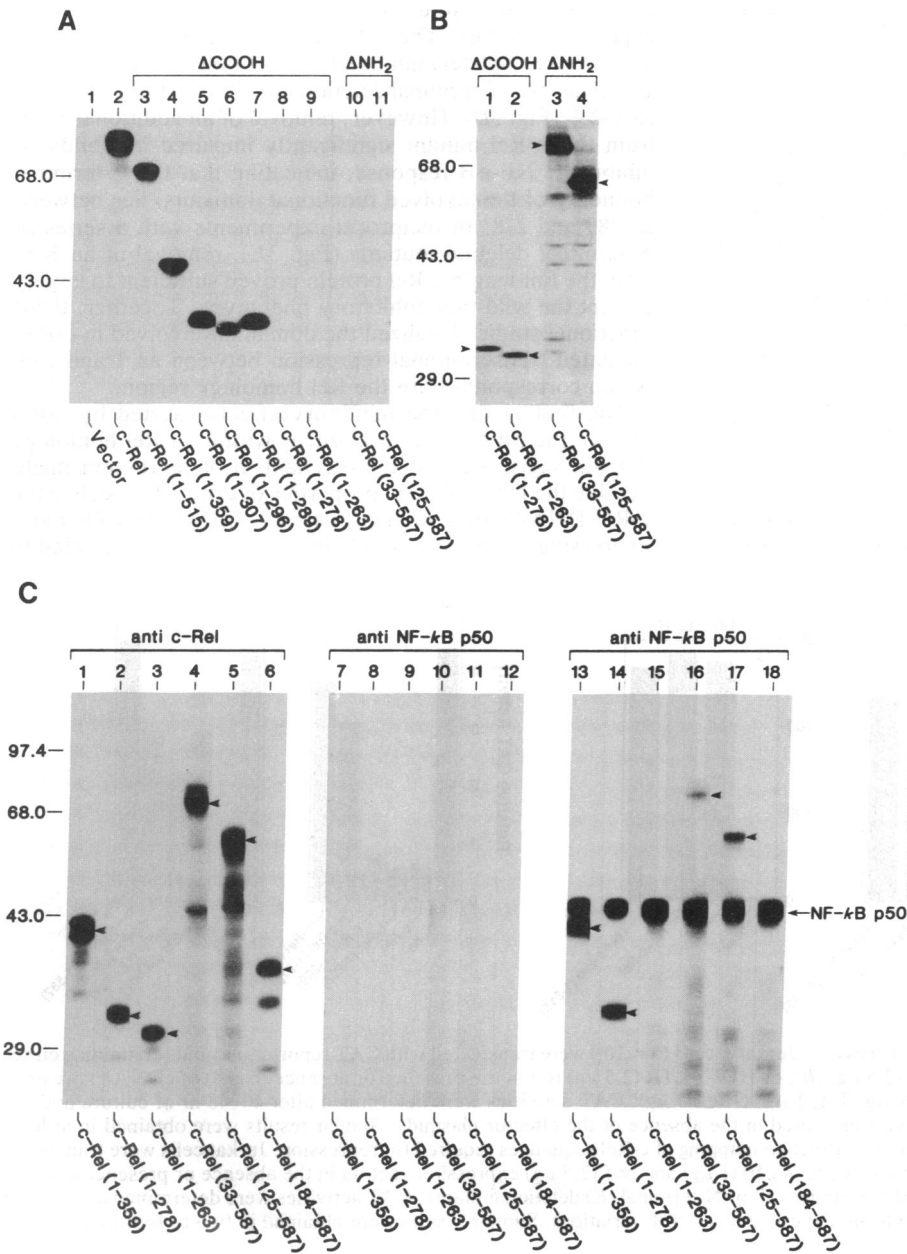 A
ΔCOOH
ΔNH2
1 2 3 4 5 6 7 8 9 10 11
68.0
43.0
Vector
c-Rel
c-Rel (1-515)
c-Rel (1-359)
c-Rel (1-307)
c-Rel (1-296)
c-Rel (1-289)
c-Rel (1-278)
c-Rel (1-263)
c-Rel (33-587)
c-Rel (125-587)
B
ΔCOOH
ΔNH2
1 2 3 4
68.0
43.0
29.0
c-Rel (1-278)
c-Rel (1-263)
c-Rel (33-587)
c-Rel (125-587)
C
anti c-Rel
anti NF-kB p50
anti NF-kB p50
1 2 3 4 5 6
7 8 9 10 11 12
13 14 15 16 17 18
97.4
68.0
43.0
29.0
NF-kB p50
c-Rel (1-359)
c-Rel (1-278)
c-Rel (1-263)
c-Rel (33-587)
c-Rel (125-587)
c-Rel (184-587)
c-Rel (1-359)
c-Rel (1-278)
c-Rel (1-263)
c-Rel (33-587)
c-Rel (125-587)
c-Rel (184-587)
c-Rel (1-359)
c-Rel (1-278)
c-Rel (1-263)
c-Rel (33-587)
c-Rel (125-587)
c-Rel (184-587)